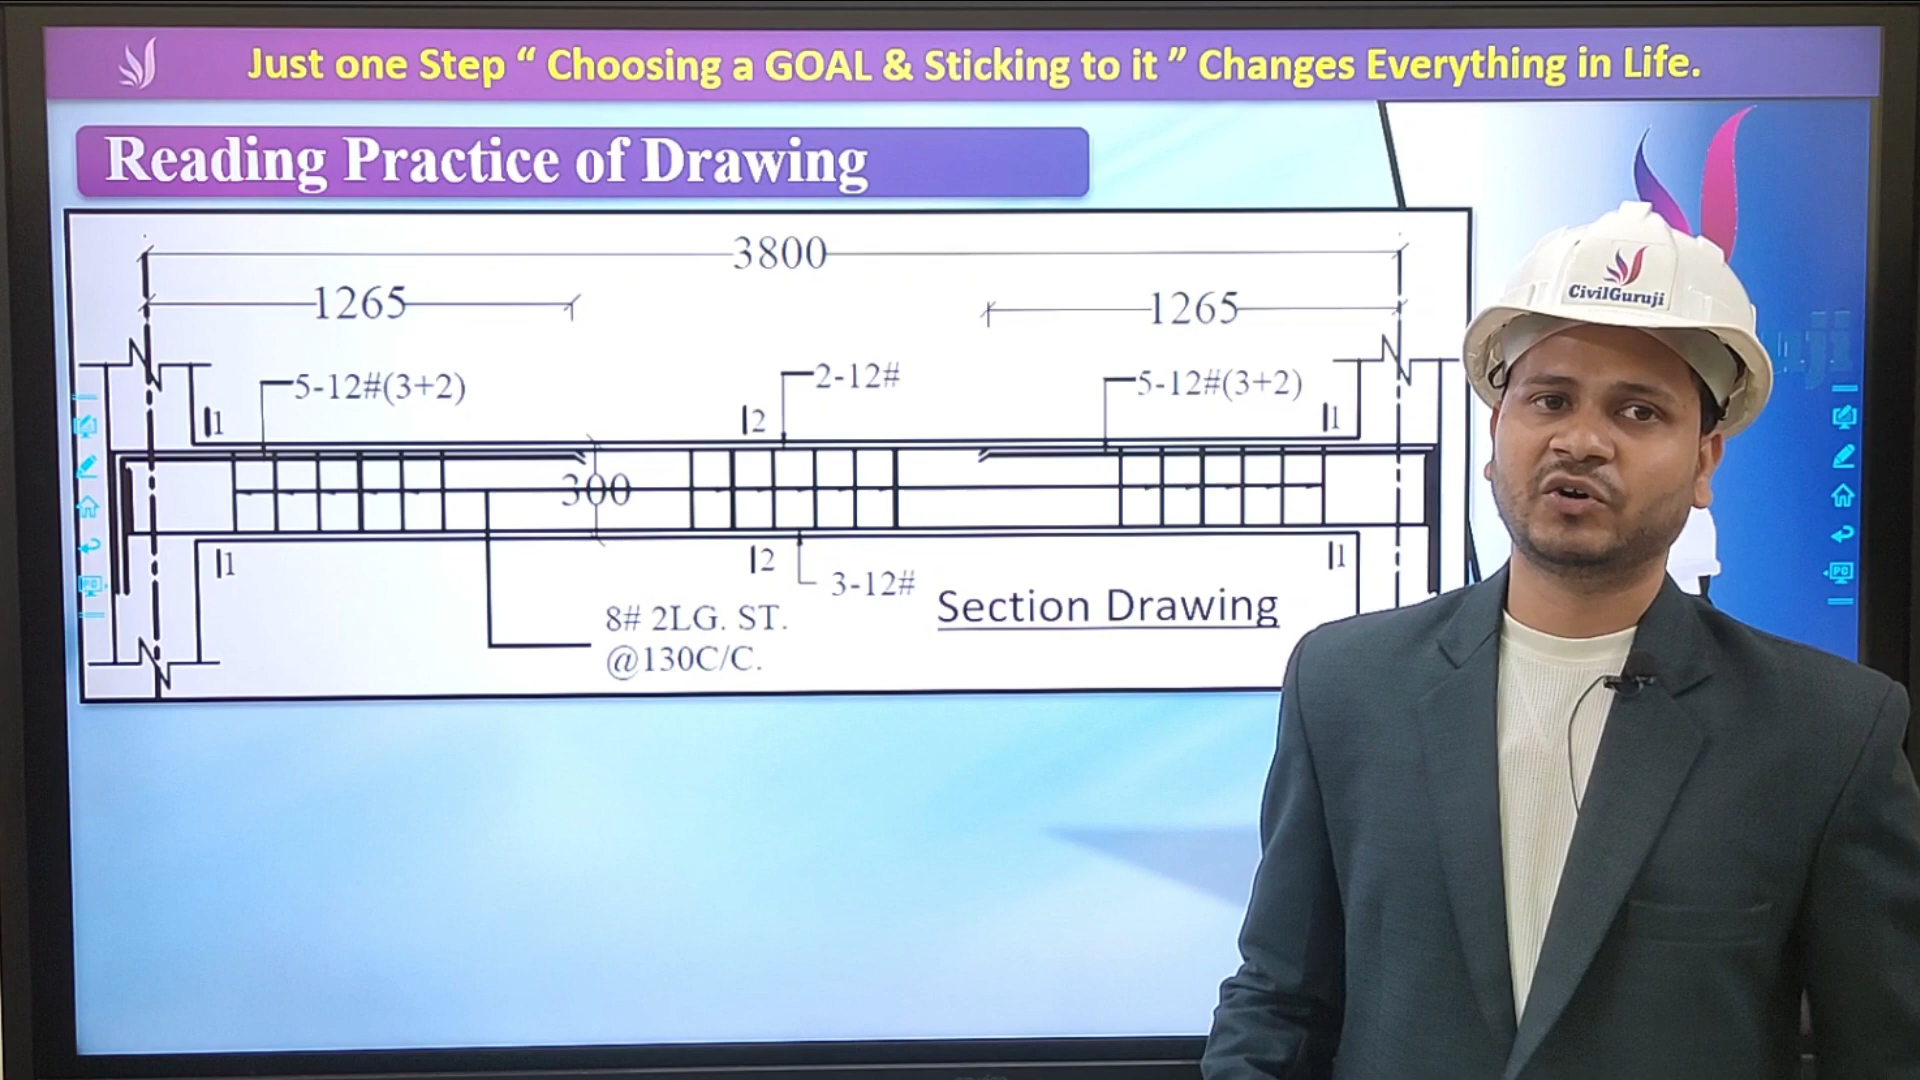 Just one Step “ Choosing a GOAL & Sticking to it ” Changes Everything in Life.
Reading Practice of Drawing
3800
1265
1265
5-12#(3+2)
2-12#
5-12#(3+2)
1
2
1
300
1
2
1
3-12#
8# 2LG. ST.
@130C/C.
Section Drawing
CivilGuruji